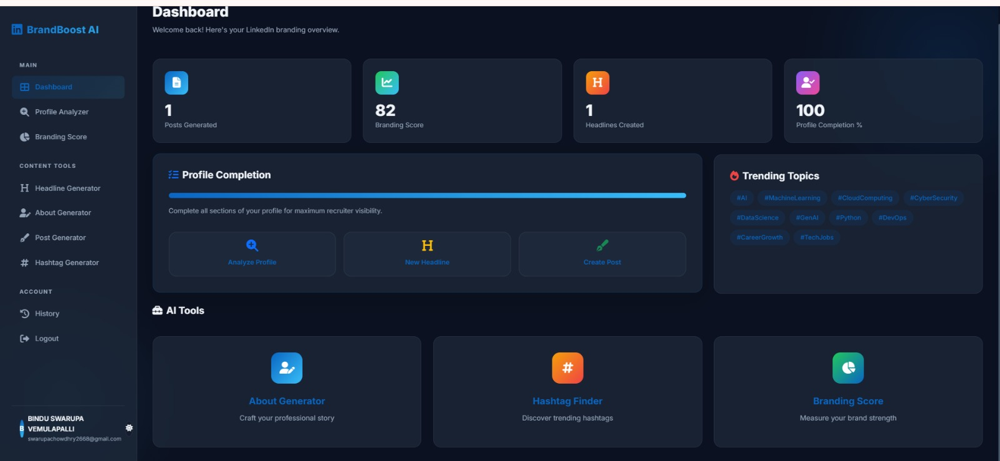 BrandBoost AI
MAIN
Dashboard
Profile Analyzer
Branding Score
CONTENT TOOLS
Headline Generator
About Generator
Post Generator
Hashtag Generator
ACCOUNT
History
Logout
B
BINDU SWARUPA
VEMULAPALLI
swarupachowdhry2668@gmail.com
Dashboard
Welcome back! Here's your LinkedIn branding overview.
1
Posts Generated
82
Branding Score
H
1
Headlines Created
100
Profile Completion %
Profile Completion
Complete all sections of your profile for maximum recruiter visibility.
Analyze Profile
H
New Headline
Create Post
Trending Topics
#AI #MachineLearning #CloudComputing #CyberSecurity
#DataScience #GenAI #Python #DevOps
#CareerGrowth #TechJobs
AI Tools
About Generator
Craft your professional story
#
Hashtag Finder
Discover trending hashtags
Branding Score
Measure your brand strength